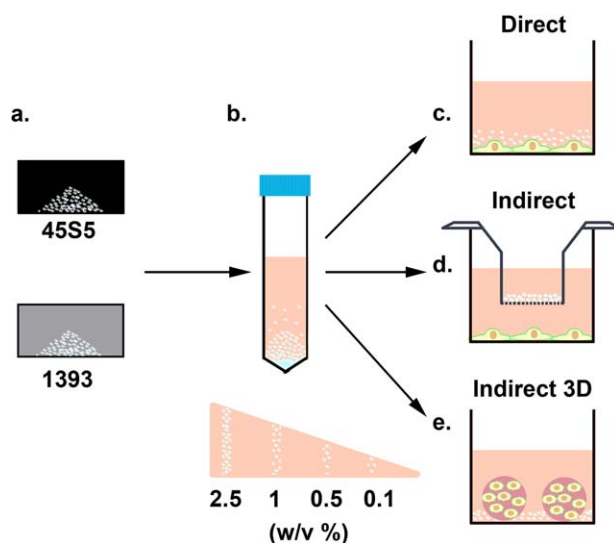 a.
45S5
1393
b.
2.5 1 0.5 0.1
(w/v %)
Direct
c.
Indirect
d.
Indirect 3D
e.